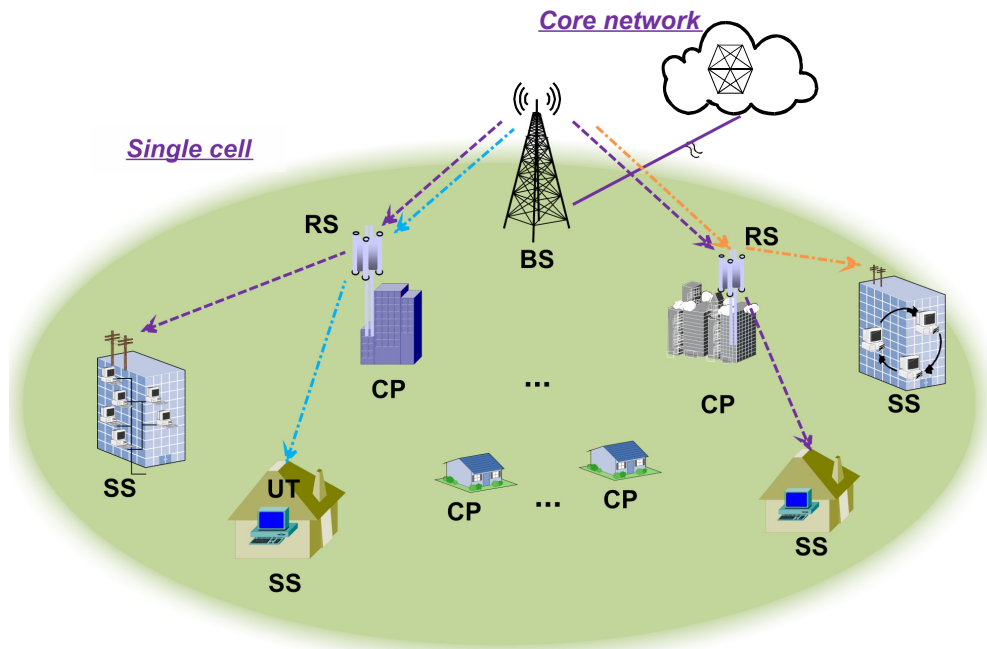 Core network
Single cell
RS
BS
RS
CP
...
CP
SS
SS
UT
CP
...
CP
SS
SS